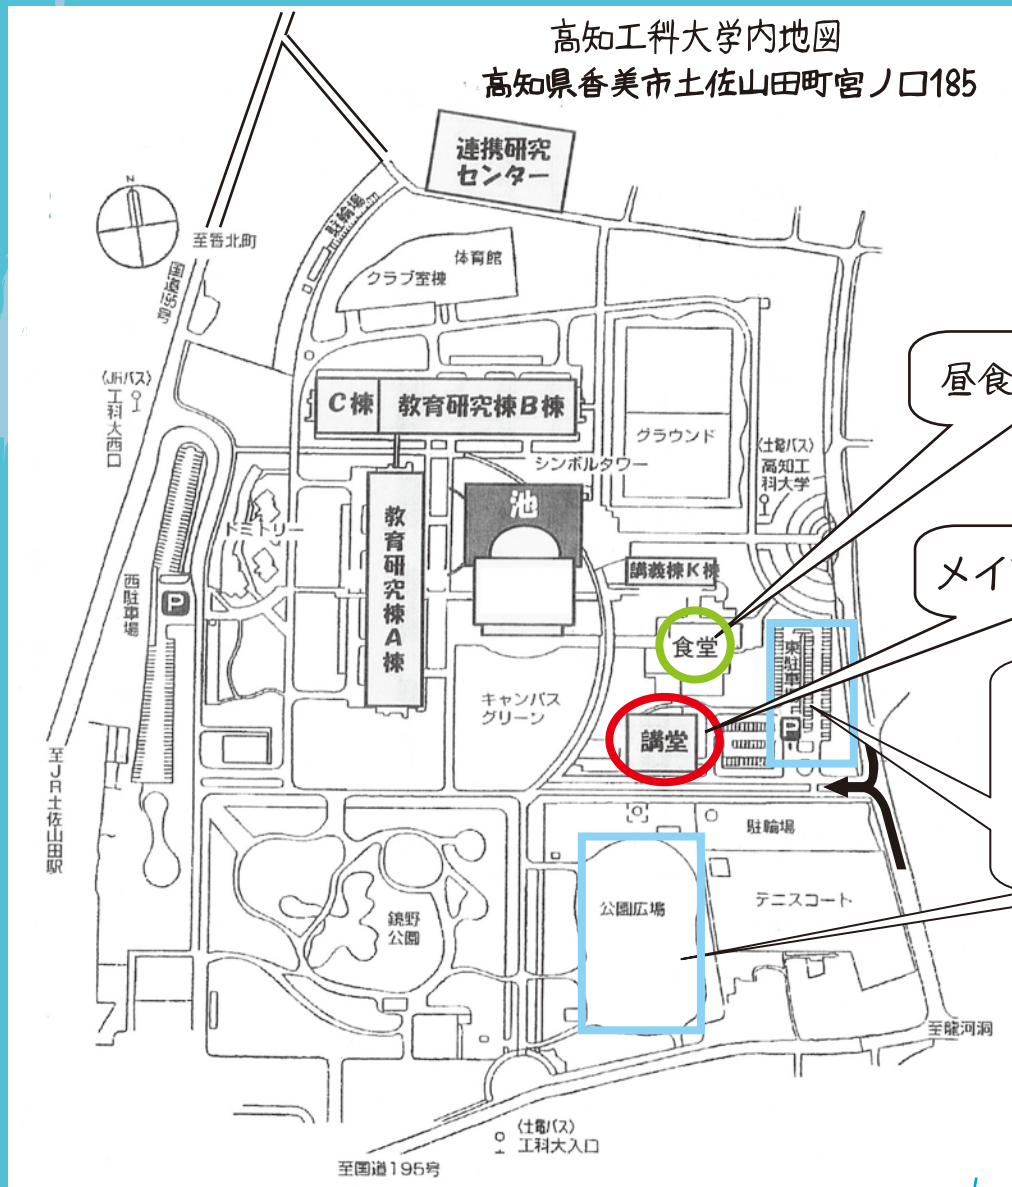 高知工科大学内地図
高知県香美市土佐山田町宮ノ口185
連携研究
センター
N
至香北町
駐輪場
国道195号
体育館
クラブ室棟
〈JRバス〉
工科大西口
C棟
教育研究棟B棟
グラウンド
シンボルタワー
〈土電バス〉
高知工
科大学
昼食
池
ドミトリー
教育研究棟A棟
講義棟K棟
メイ
西駐車場
P
食堂
東駐車
キャンパス
グリーン
講堂
P
至JR土佐山田駅
駐輪場
鏡野
公園
公園広場
テニスコート
至龍河洞
〈土電バス〉
工科大入口
至国道195号